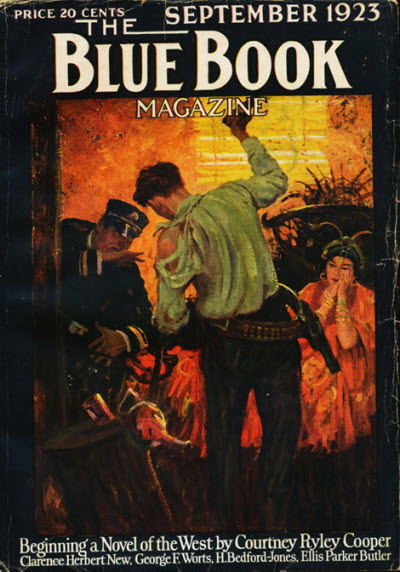 PRICE 20 CENTS
SEPTEMBER 1923
THE
BLUE BOOK
MAGAZINE
Beginning a Novel of the West by Courtney Ryley Cooper
Clarence Herbert New, George F. Worts, H. Bedford-Jones, Ellis Parker Butler